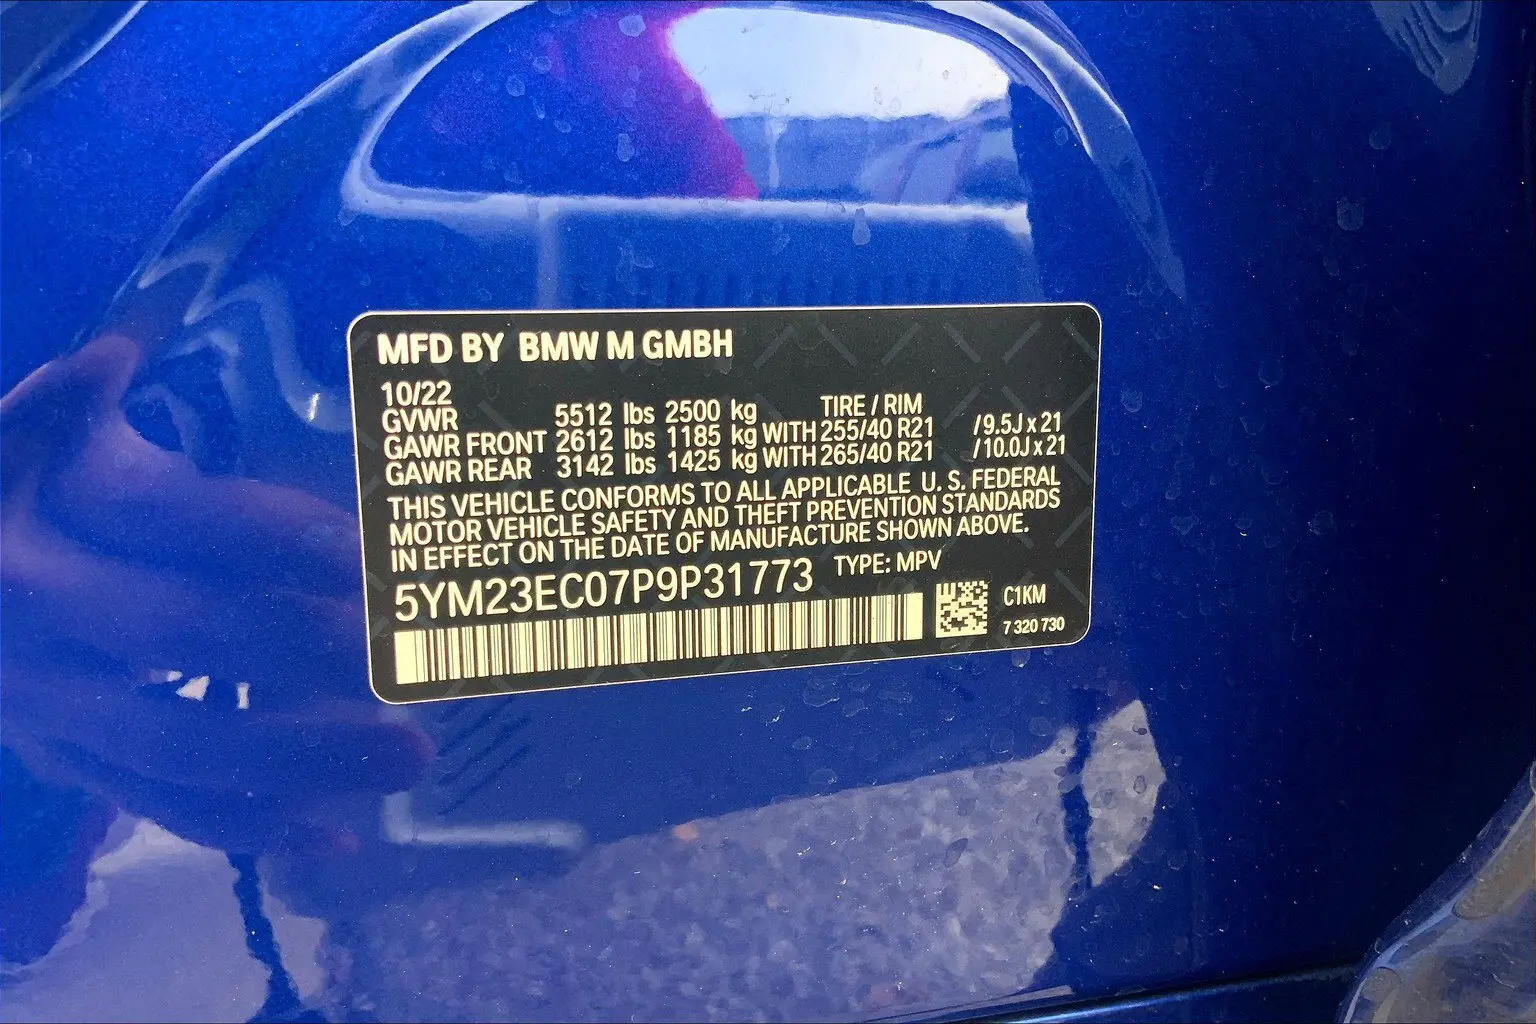 MFD BY BMW M GMBH
10/22
TIRE / RIM
GVWR 5512 lbs 2500 kg
GAWR FRONT 2612 lbs 1185 kg WITH 255/40 R21 /9.5J x 21
GAWR REAR 3142 lbs 1425 kg WITH 265/40 R21 /10.0J x 21
THIS VEHICLE CONFORMS TO ALL APPLICABLE U. S. FEDERAL
MOTOR VEHICLE SAFETY AND THEFT PREVENTION STANDARDS
IN EFFECT ON THE DATE OF MANUFACTURE SHOWN ABOVE.
5YM23EC07P9P31773 TYPE: MPV
C1KM
7 320 730